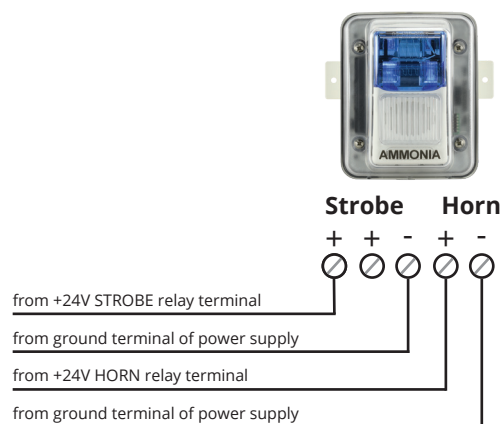 AMMONIA
Strobe Horn
+ + - + -
from +24V STROBE relay terminal
from ground terminal of power supply
from +24V HORN relay terminal
from ground terminal of power supply